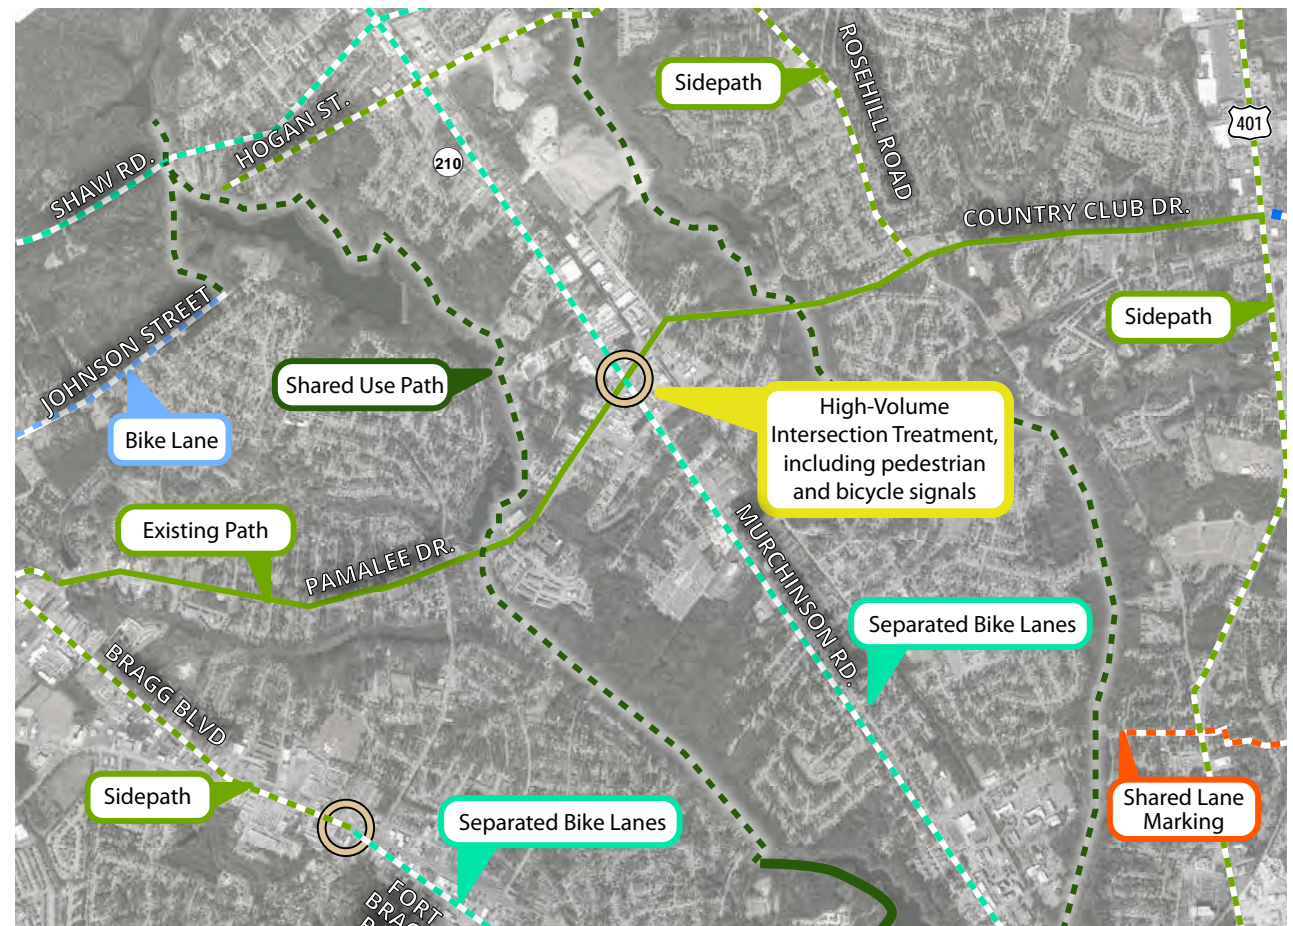 ROSEHILL ROAD
Sidepath
401
HOGAN ST.
210
SHAW RD.
COUNTRY CLUB DR.
Sidepath
JOHNSON STREET
Shared Use Path
Bike Lane
High-Volume
Intersection Treatment,
including pedestrian
and bicycle signals
Existing Path
PAMALEE DR.
MURCHINSON RD.
Separated Bike Lanes
BRAGG BLVD
Sidepath
Separated Bike Lanes
Shared Lane
Marking
FORT